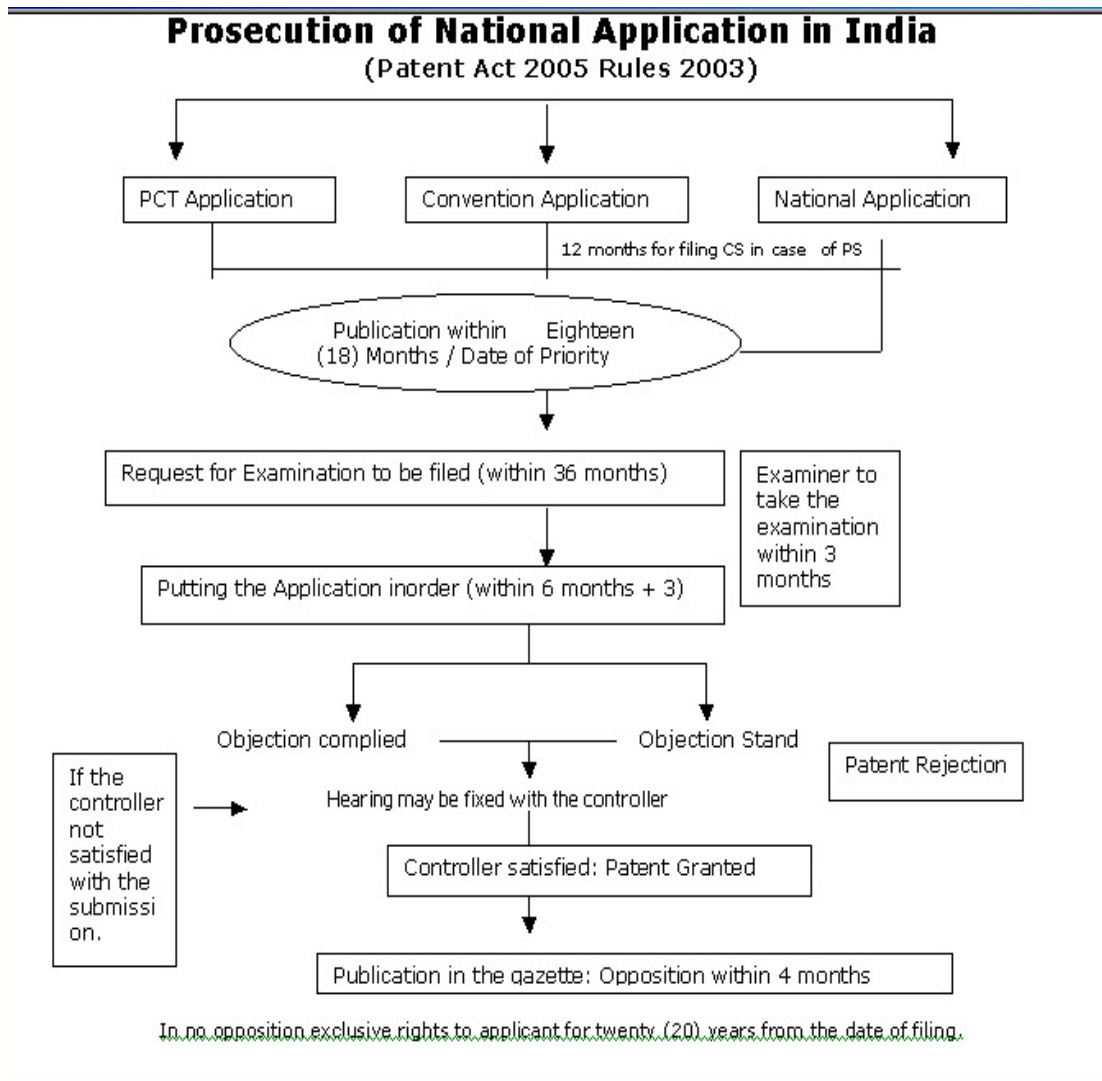 Prosecution of National Application in India
(Patent Act 2005 Rules 2003)
PCT Application
Convention Application
National Application
12 months for filing CS in case of PS
Publication within Eighteen
(18) Months / Date of Priority
Request for Examination to be filed (within 36 months)
Examiner to
take the
examination
within 3
months
Putting the Application inorder (within 6 months + 3)
Objection complied
Objection Stand
Patent Rejection
If the
controller
not
satisfied
with the
submissi
on.
Hearing may be fixed with the controller
Controller satisfied: Patent Granted
Publication in the gazette: Opposition within 4 months
In no opposition exclusive rights to applicant for twenty (20) years from the date of filing.